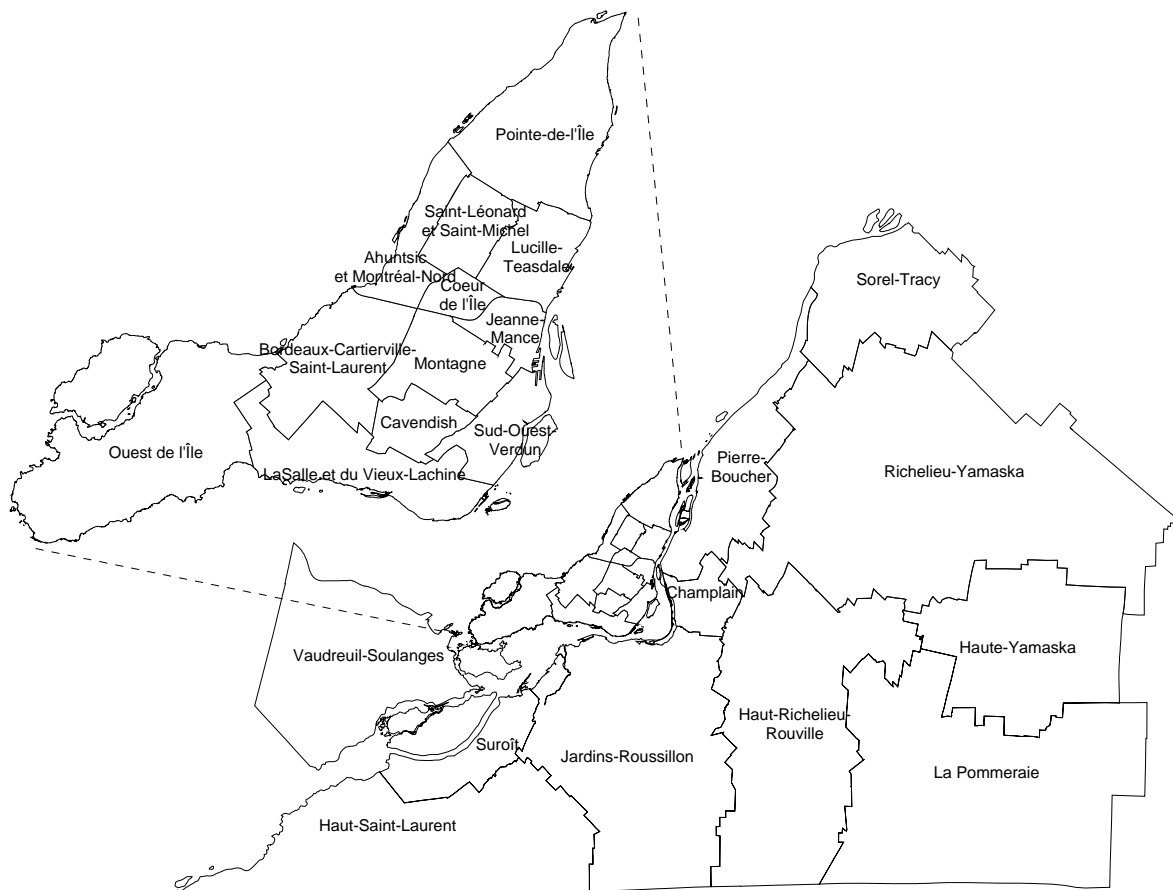 Pointe-de-l'Île
Saint-Léonard
et Saint-Michel
Lucille-
Teasdale
Ahuntsic
et Montréal-Nord
Coeur
de l'Île
Jeanne-
Mance
Bordeaux-Cartierville-
Saint-Laurent
Montagne
Cavendish
Sud-Ouest-
Verdun
Ouest de l'Île
LaSalle et du Vieux-Lachine
Sorel-Tracy
Pierre-
Boucher
Richelieu-Yamaska
Champlain
Haute-Yamaska
Vaudreuil-Soulanges
Haut-Richelieu-
Rouville
Suroît
Jardins-Roussillon
La Pommeraie
Haut-Saint-Laurent